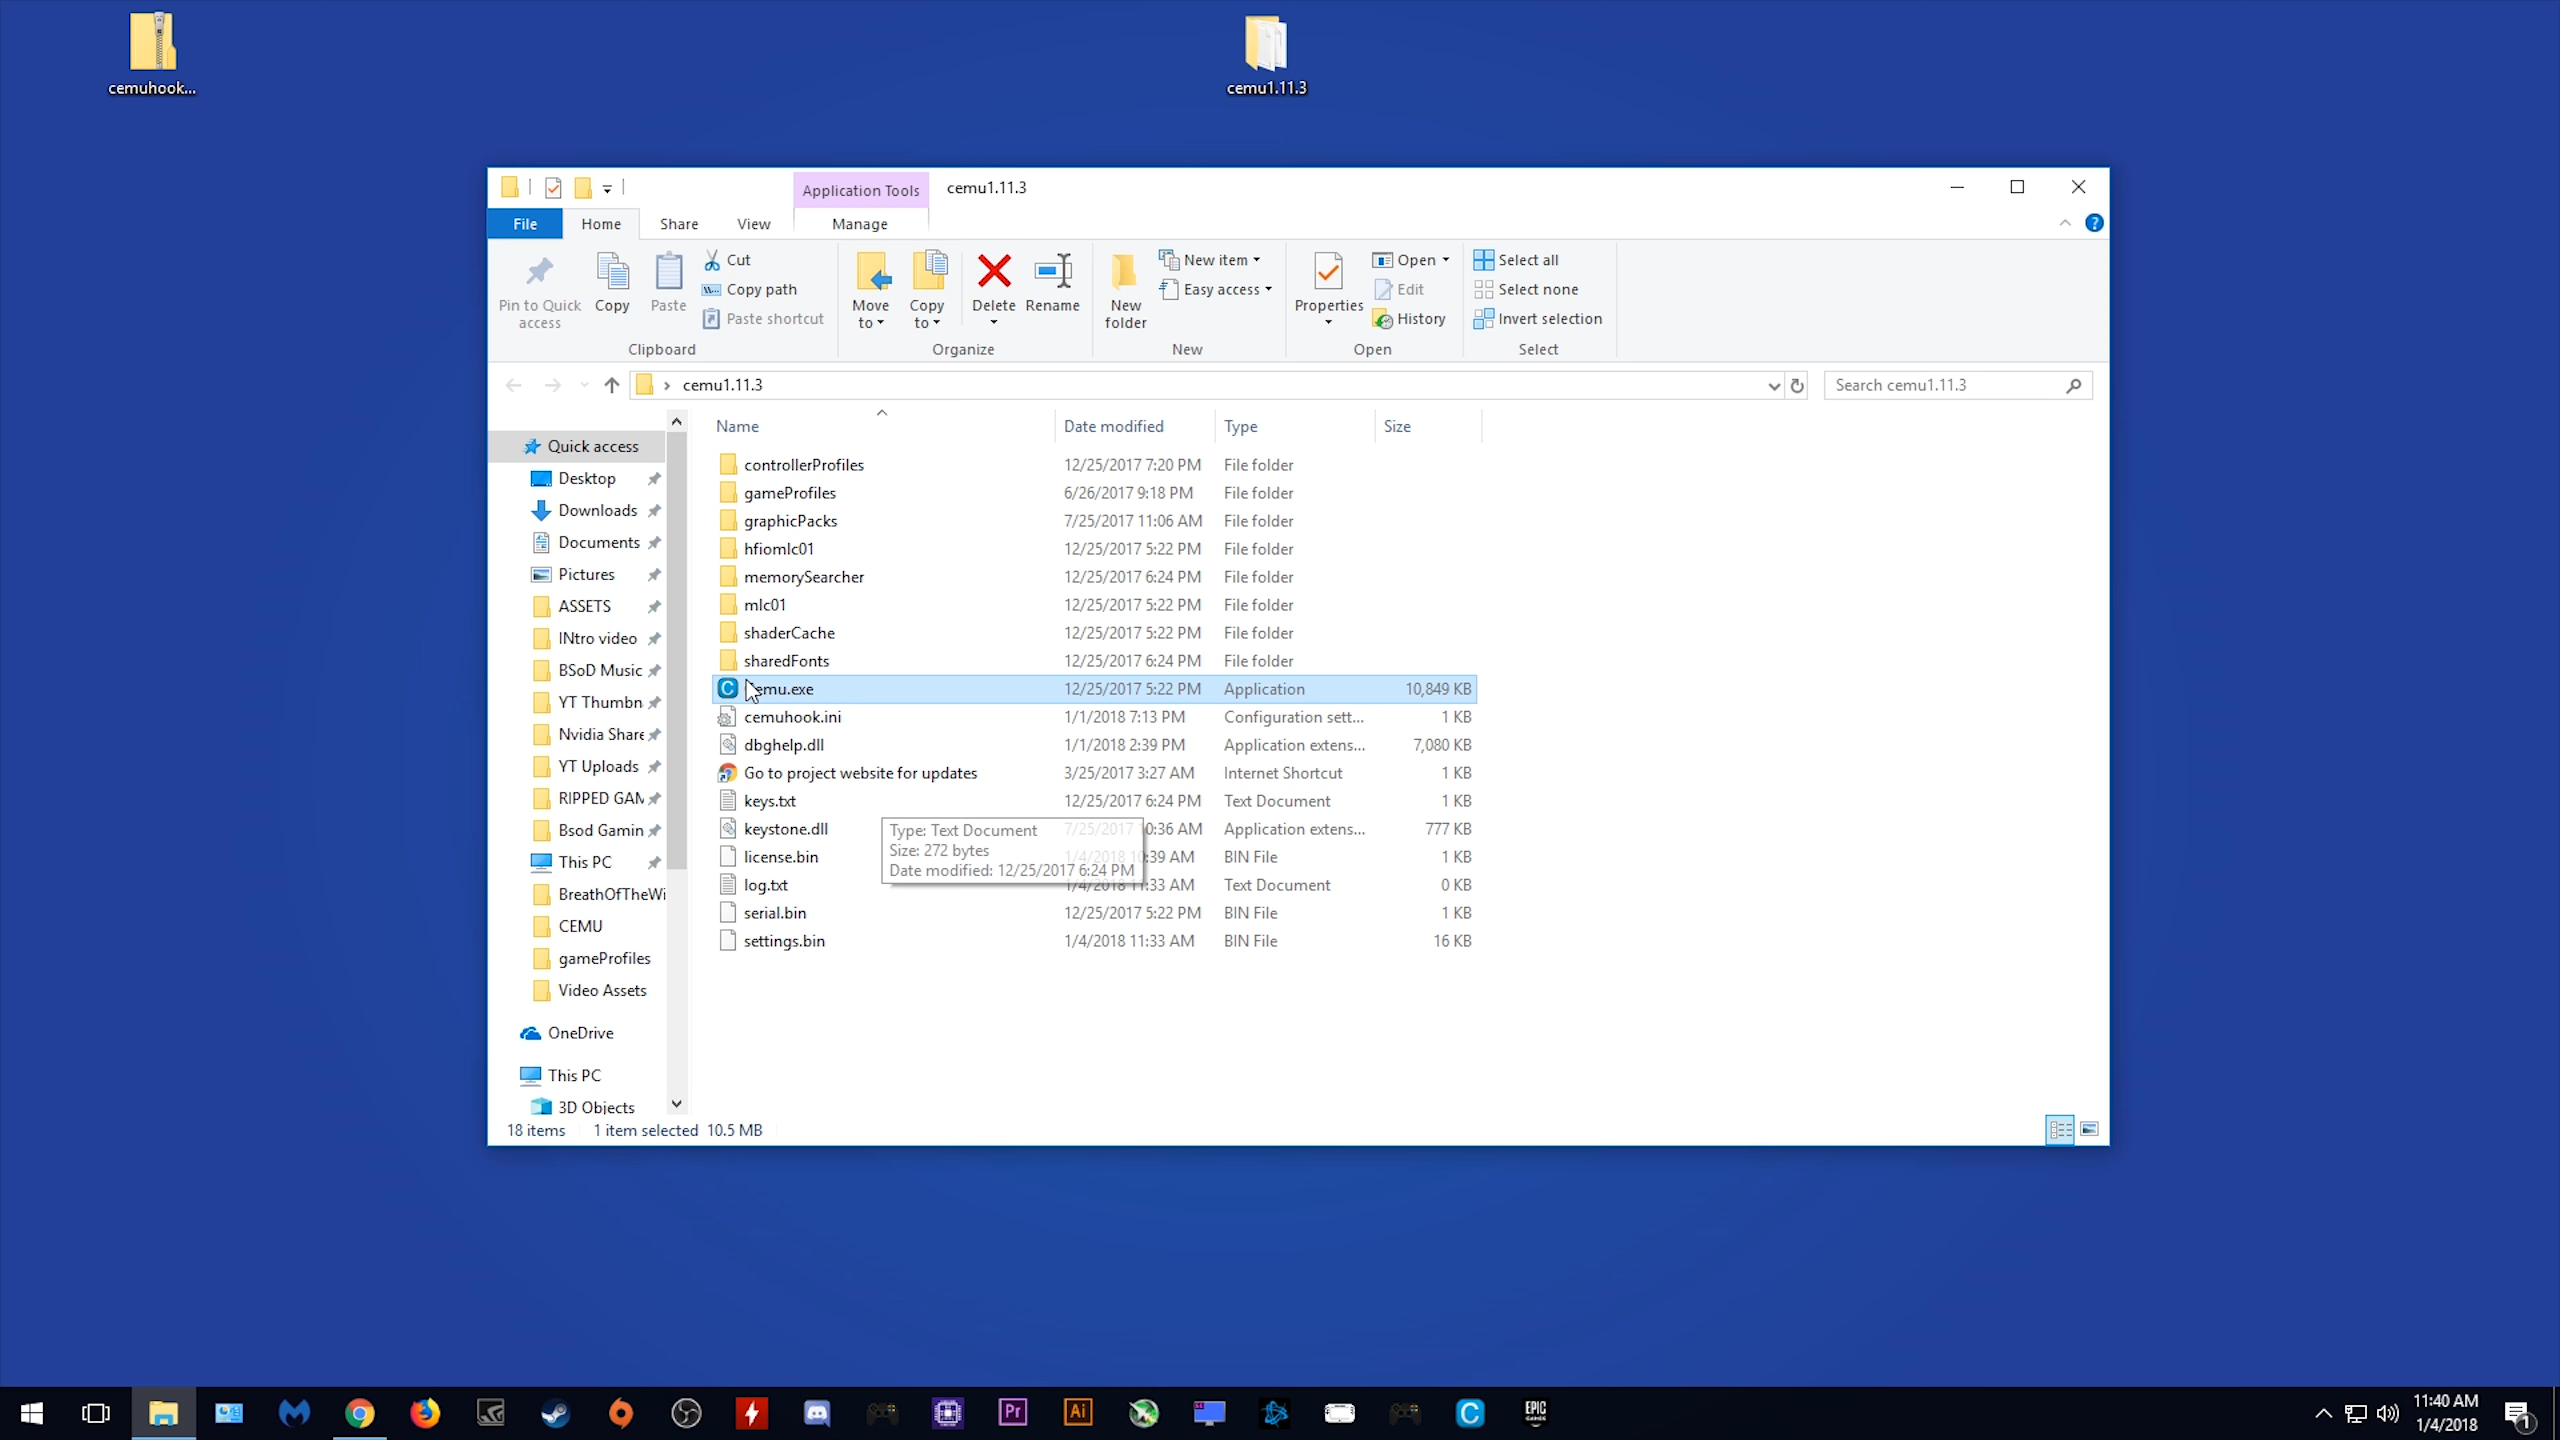 cemuhook...
cemu1.11.3
Application Tools
cemu1.11.3
File
Home
Share
View
Manage
Pin to Quick access
Copy
Paste
Cut
Copy path
Paste shortcut
Clipboard
Move to
Copy to
Delete
Rename
Organize
New folder
New item
Easy access
New
Properties
Open
Edit
History
Open
Select all
Select none
Invert selection
Select
cemu1.11.3
Search cemu1.11.3
Quick access
Desktop
Downloads
Documents
Pictures
ASSETS
INtro video
BSoD Music
YT Thumbn
Nvidia Share
YT Uploads
RIPPED GAM
Bsod Gamin
This PC
BreathOfTheWi
CEMU
gameProfiles
Video Assets
OneDrive
This PC
3D Objects
Name Date modified Type Size
controllerProfiles 12/25/2017 7:20 PM File folder
gameProfiles 6/26/2017 9:18 PM File folder
graphicPacks 7/25/2017 11:06 AM File folder
hfiomlc01 12/25/2017 5:22 PM File folder
memorySearcher 12/25/2017 6:24 PM File folder
mlc01 12/25/2017 5:22 PM File folder
shaderCache 12/25/2017 5:22 PM File folder
sharedFonts 12/25/2017 6:24 PM File folder
emu.exe 12/25/2017 5:22 PM Application 10,849 KB
cemuhook.ini 1/1/2018 7:13 PM Configuration sett... 1 KB
dbghelp.dll 1/1/2018 2:39 PM Application extens... 7,080 KB
Go to project website for updates 3/25/2017 3:27 AM Internet Shortcut 1 KB
keys.txt 12/25/2017 6:24 PM Text Document 1 KB
keystone.dll 7/25/2017 10:36 AM Application extens... 777 KB
license.bin 1/4/2018 10:39 AM BIN File 1 KB
log.txt 1/4/2018 11:33 AM Text Document 0 KB
serial.bin 12/25/2017 5:22 PM BIN File 1 KB
settings.bin 1/4/2018 11:33 AM BIN File 16 KB
Type: Text Document
Size: 272 bytes
Date modified: 12/25/2017 6:24 PM
18 items 1 item selected 10.5 MB
Pr
Ai
C
EPIC
GAMES
11:40 AM
1/4/2018
1